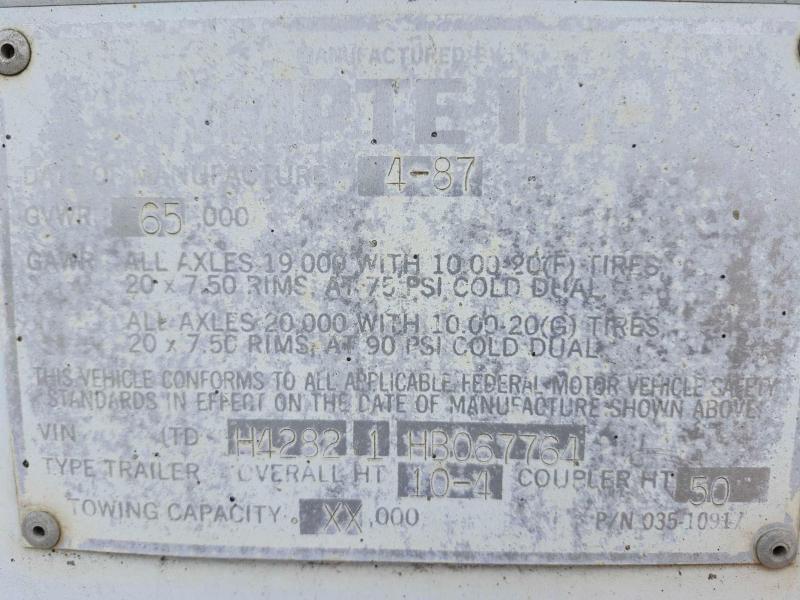 MANUFACTURED BY
DATE OF MANUFACTURE 4-87
GVWR 65,000
GAWR ALL AXLES 19,000 WITH 10.00-20(F) TIRES,
20 x 7.50 RIMS, AT 75 PSI COLD DUAL
ALL AXLES 20,000 WITH 10.00-20(G) TIRES,
20 x 7.50 RIMS, AT 90 PSI COLD DUAL
THIS VEHICLE CONFORMS TO ALL APPLICABLE FEDERAL MOTOR VEHICLE SAFETY
STANDARDS IN EFFECT ON THE DATE OF MANUFACTURE SHOWN ABOVE.
VIN 1TD H4282 1 HB067764
TYPE TRAILER OVERALL HT 10-4 COUPLER HT 50
TOWING CAPACITY XX,000
P/N 035-10917